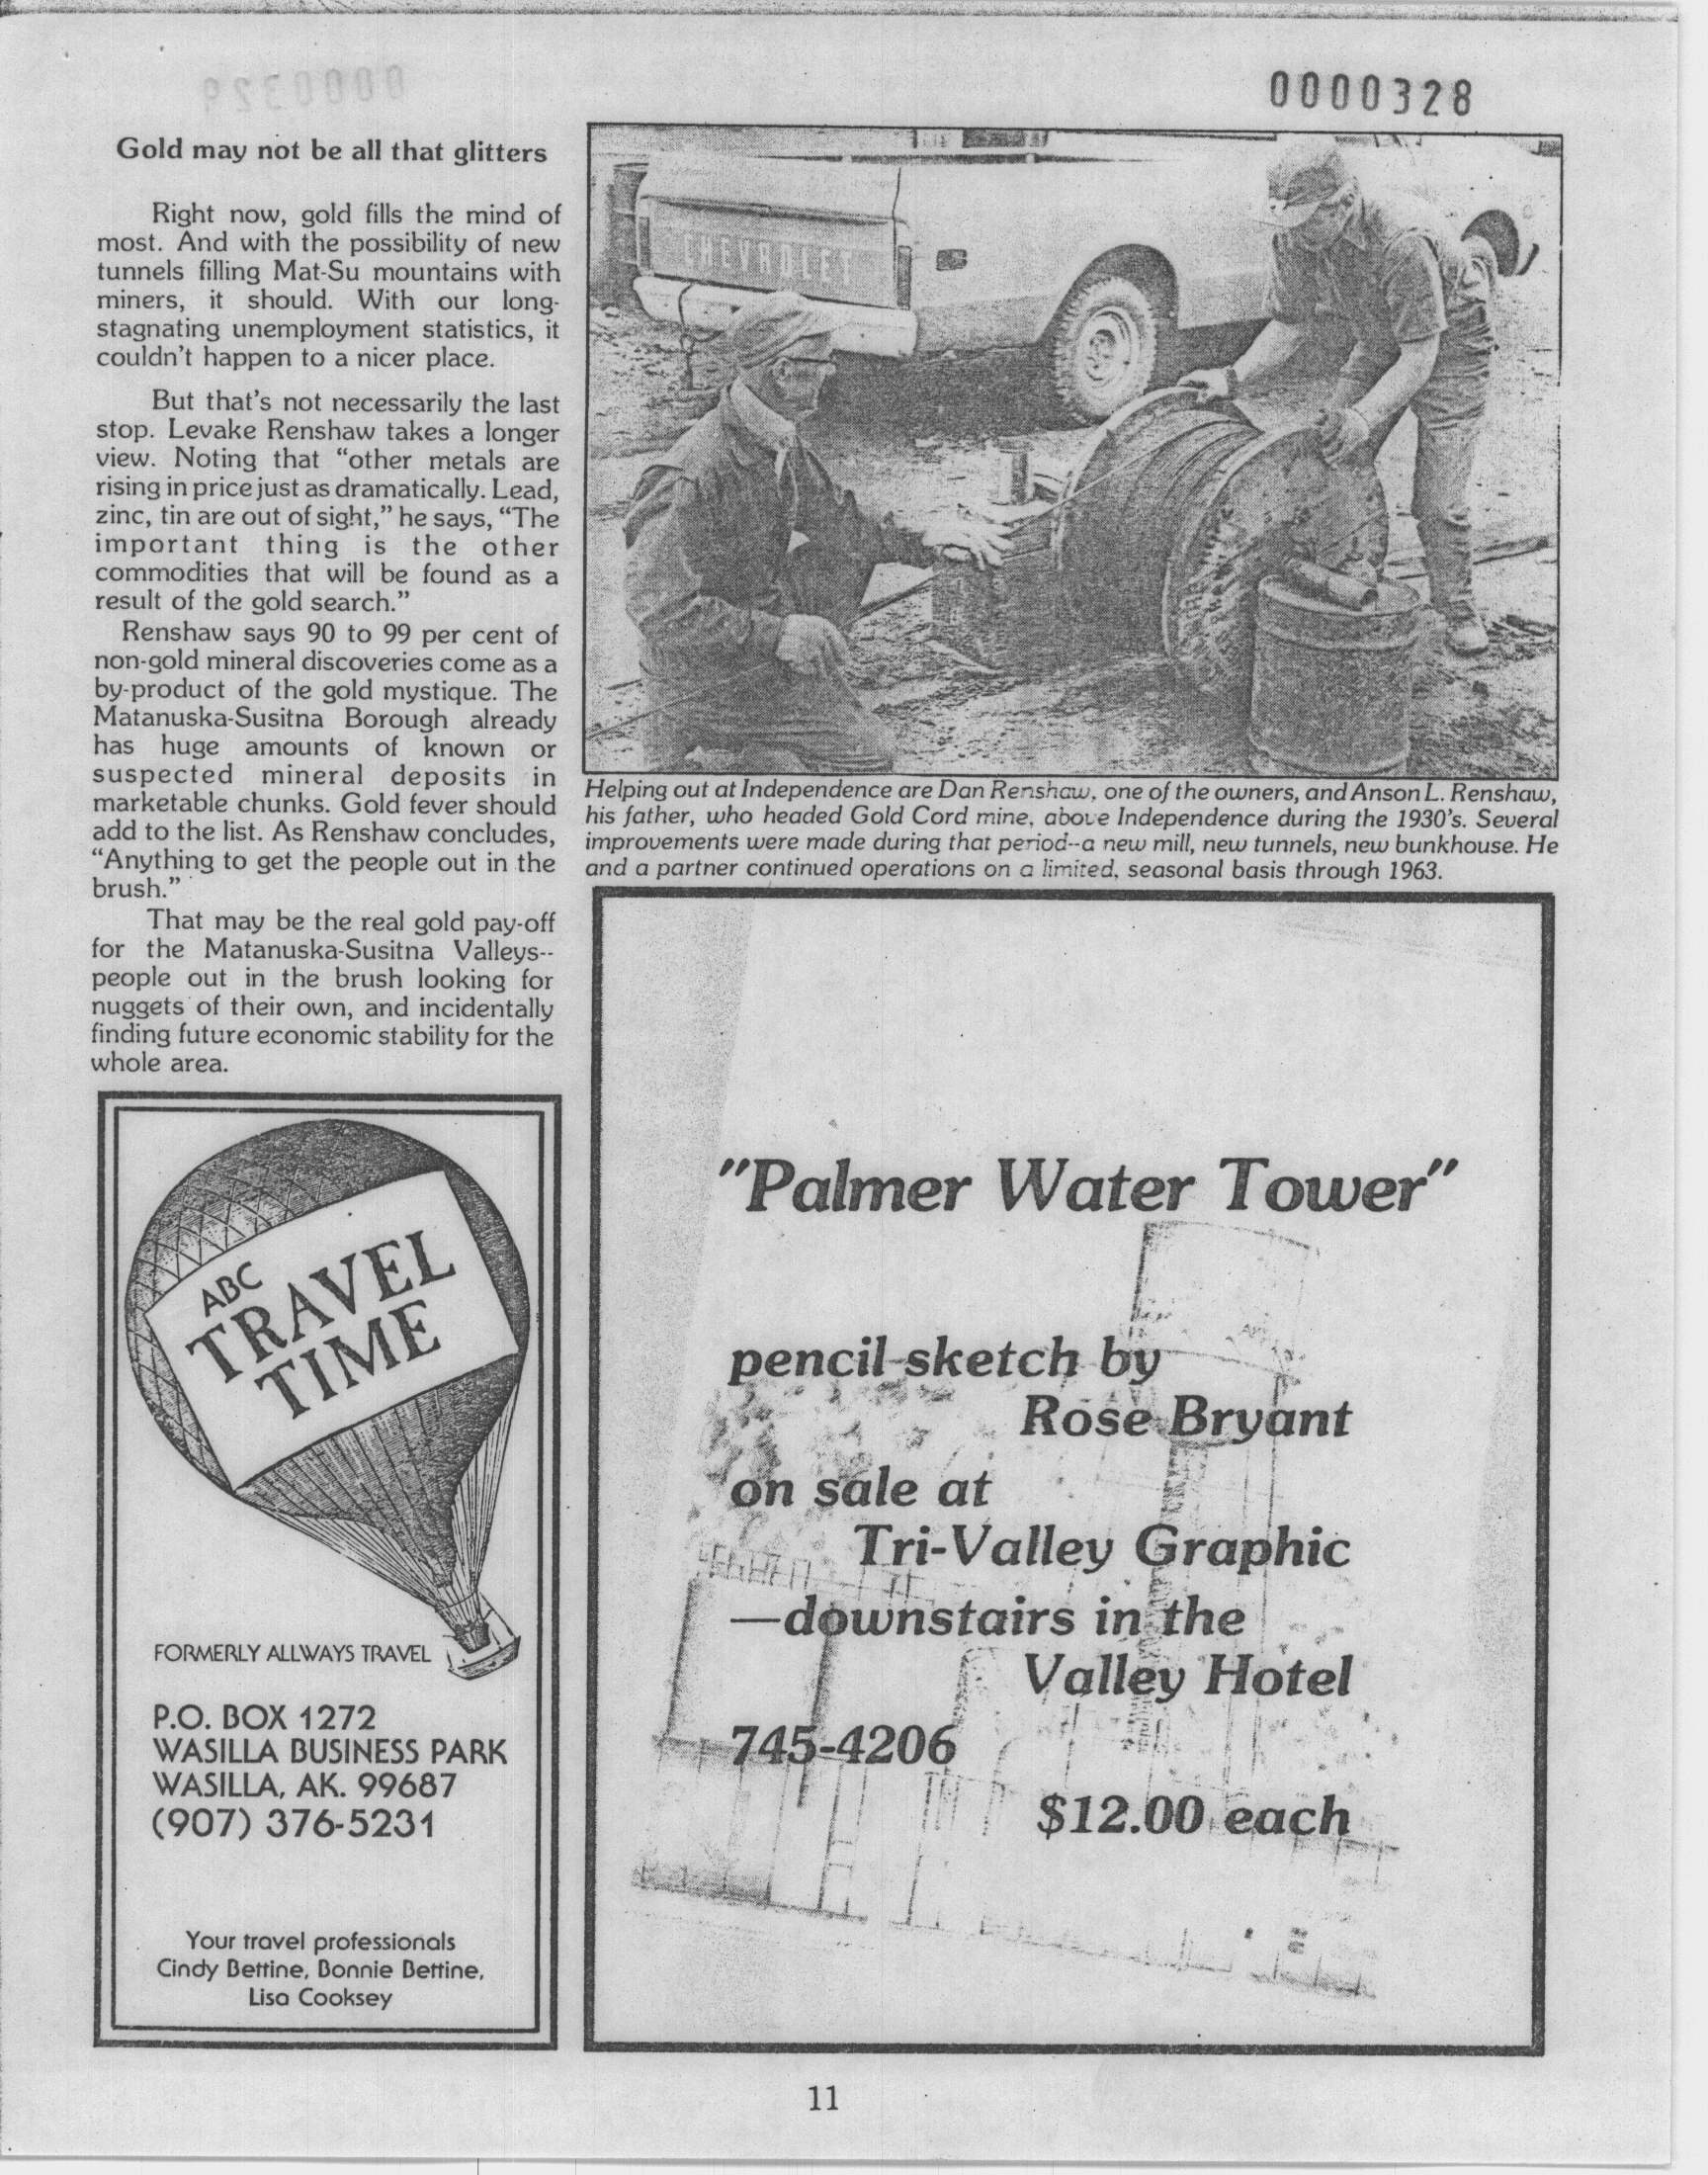 0000329
0000328
Gold may not be all that glitters
Right now, gold fills the mind of
most. And with the possibility of new
tunnels filling Mat-Su mountains with
miners, it should. With our long-
stagnating unemployment statistics, it
couldn't happen to a nicer place.
But that's not necessarily the last
stop. Levake Renshaw takes a longer
view. Noting that “other metals are
rising in price just as dramatically. Lead,
zinc, tin are out of sight,” he says, “The
important thing is the other
commodities that will be found as a
result of the gold search.”
Renshaw says 90 to 99 per cent of
non-gold mineral discoveries come as a
by-product of the gold mystique. The
Matanuska-Susitna Borough already
has huge amounts of known or
suspected mineral deposits in
marketable chunks. Gold fever should
add to the list. As Renshaw concludes,
“Anything to get the people out in the
brush.”
That may be the real gold pay-off
for the Matanuska-Susitna Valleys--
people out in the brush looking for
nuggets of their own, and incidentally
finding future economic stability for the
whole area.
CHEVROLET
Helping out at Independence are Dan Renshaw, one of the owners, and Anson L. Renshaw,
his father, who headed Gold Cord mine, above Independence during the 1930's. Several
improvements were made during that period--a new mill, new tunnels, new bunkhouse. He
and a partner continued operations on a limited, seasonal basis through 1963.
ABC
TRAVEL
TIME
FORMERLY ALLWAYS TRAVEL
P.O. BOX 1272
WASILLA BUSINESS PARK
WASILLA, AK. 99687
(907) 376-5231
Your travel professionals
Cindy Bettine, Bonnie Bettine,
Lisa Cooksey
"Palmer Water Tower"
pencil sketch by
Rose Bryant
on sale at
Tri-Valley Graphic
—downstairs in the
Valley Hotel
745-4206
$12.00 each
11